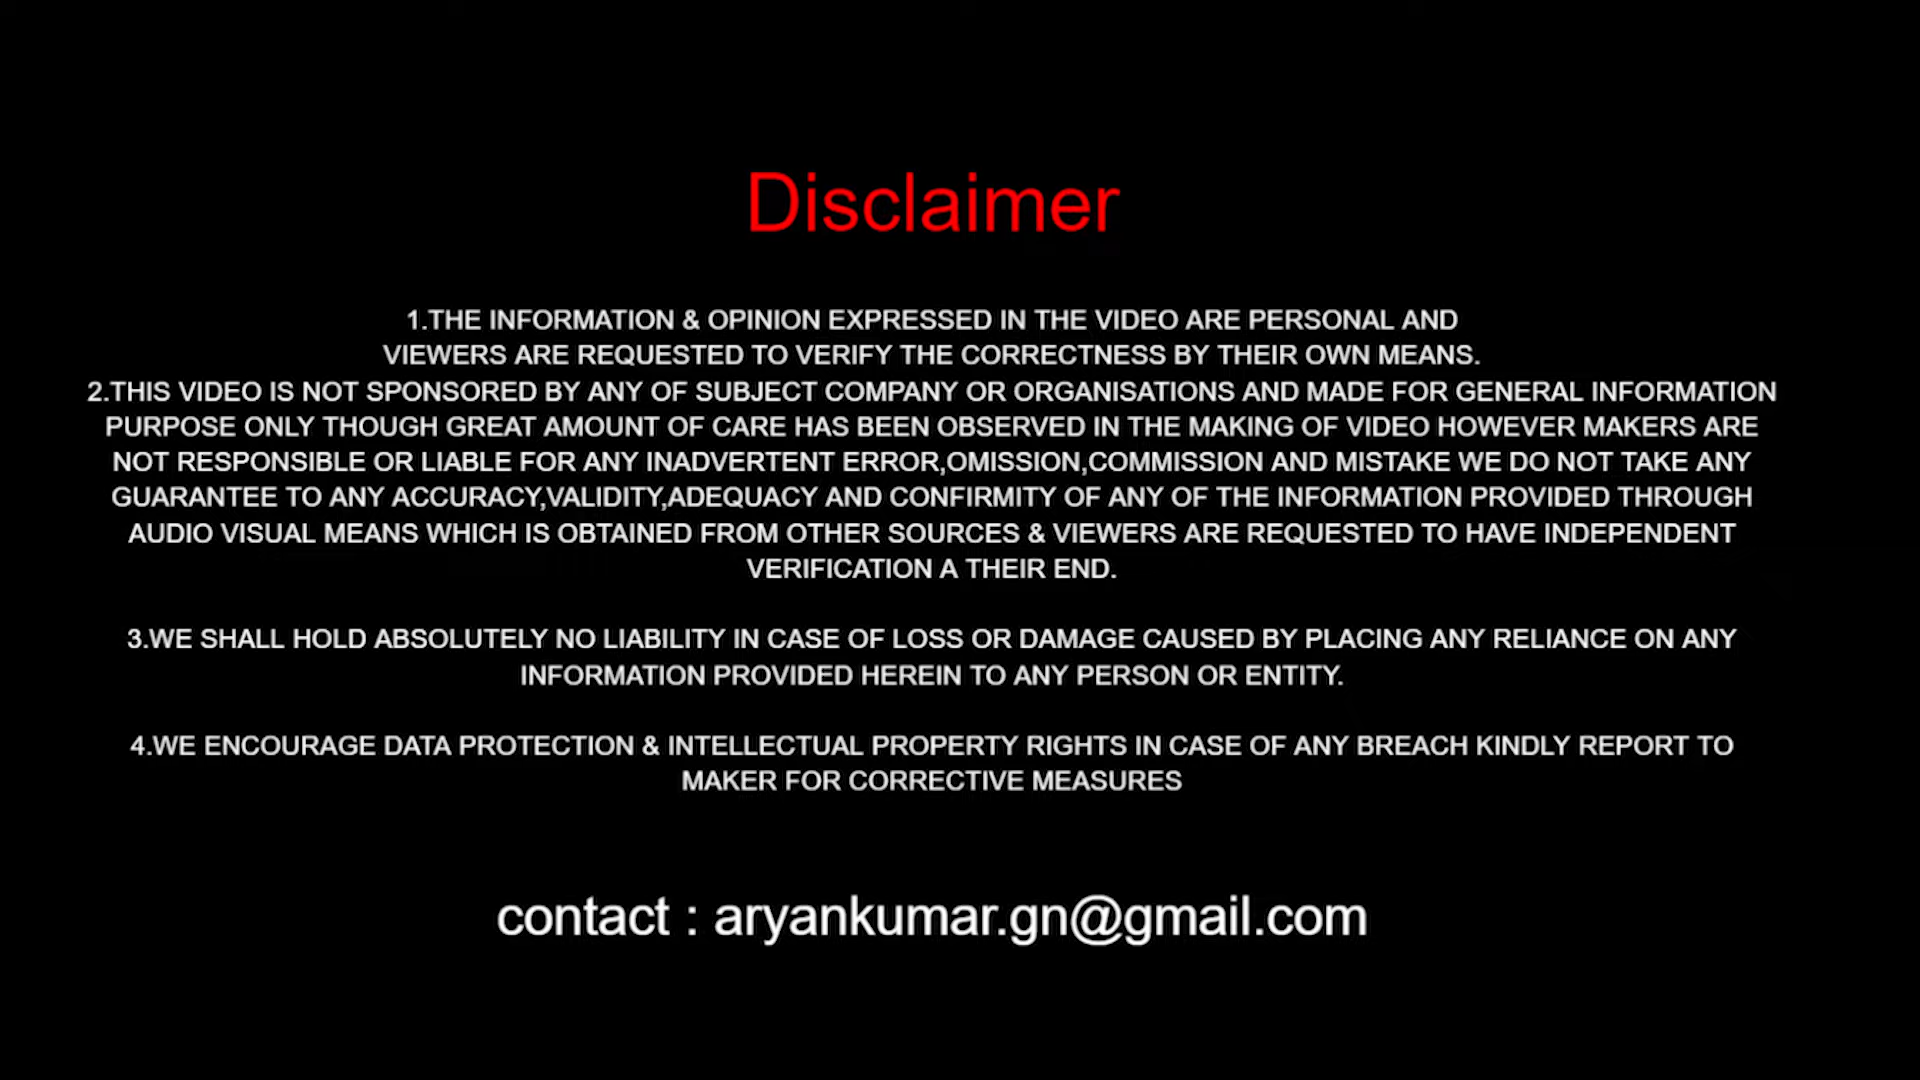 Disclaimer
1.THE INFORMATION & OPINION EXPRESSED IN THE VIDEO ARE PERSONAL AND
VIEWERS ARE REQUESTED TO VERIFY THE CORRECTNESS BY THEIR OWN MEANS.
2.THIS VIDEO IS NOT SPONSORED BY ANY OF SUBJECT COMPANY OR ORGANISATIONS AND MADE FOR GENERAL INFORMATION
PURPOSE ONLY THOUGH GREAT AMOUNT OF CARE HAS BEEN OBSERVED IN THE MAKING OF VIDEO HOWEVER MAKERS ARE
NOT RESPONSIBLE OR LIABLE FOR ANY INADVERTENT ERROR,OMISSION,COMMISSION AND MISTAKE WE DO NOT TAKE ANY
GUARANTEE TO ANY ACCURACY,VALIDITY,ADEQUACY AND CONFIRMITY OF ANY OF THE INFORMATION PROVIDED THROUGH
AUDIO VISUAL MEANS WHICH IS OBTAINED FROM OTHER SOURCES & VIEWERS ARE REQUESTED TO HAVE INDEPENDENT
VERIFICATION A THEIR END.
3.WE SHALL HOLD ABSOLUTELY NO LIABILITY IN CASE OF LOSS OR DAMAGE CAUSED BY PLACING ANY RELIANCE ON ANY
INFORMATION PROVIDED HEREIN TO ANY PERSON OR ENTITY.
4.WE ENCOURAGE DATA PROTECTION & INTELLECTUAL PROPERTY RIGHTS IN CASE OF ANY BREACH KINDLY REPORT TO
MAKER FOR CORRECTIVE MEASURES
contact : aryankumar.gn@gmail.com